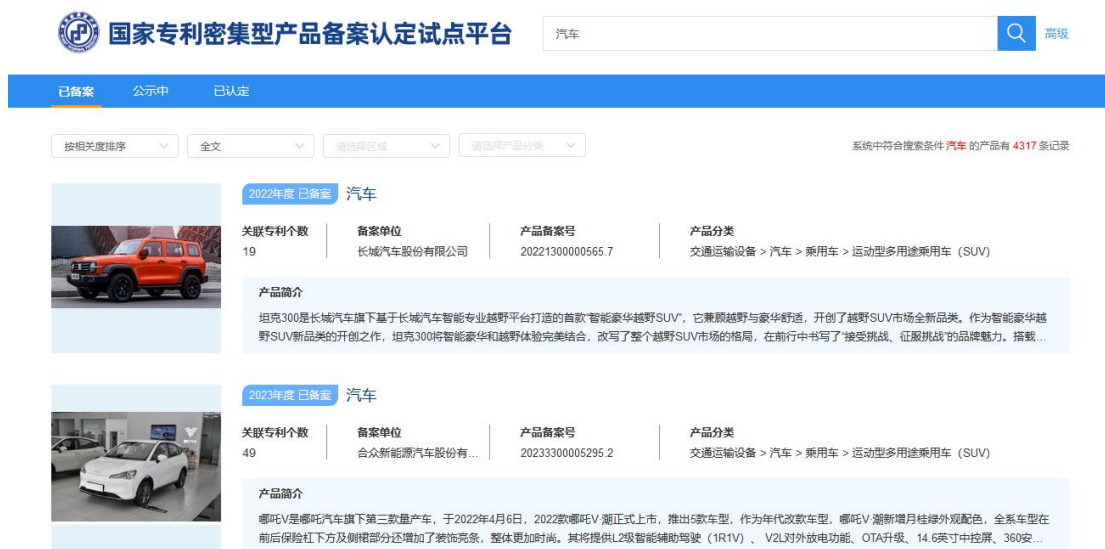 国家专利密集型产品备案认定试点平台
汽车
高级
已备案 公示中 已认定
按相关度排序 全文 请选择区域 请选择产品分类 系统中符合搜索条件 汽车 的产品有 4317 条记录
2022年度 已备案 汽车
关联专利个数 备案单位 产品备案号 产品分类
19 长城汽车股份有限公司 20221300000565.7 交通运输设备 > 汽车 > 乘用车 > 运动型多用途乘用车（SUV）
产品简介
坦克300是长城汽车旗下基于长城汽车智能专业越野平台打造的首款“智能豪华越野SUV”，它兼顾越野与豪华舒适，开创了越野SUV市场全新品类。作为智能豪华越
野SUV新品类的开创之作，坦克300将智能豪华和越野体验完美结合，改写了整个越野SUV市场的格局，在前行中书写了“接受挑战、征服挑战”的品牌魅力。搭载...
2023年度 已备案 汽车
关联专利个数 备案单位 产品备案号 产品分类
49 合众新能源汽车股份有... 20233300005295.2 交通运输设备 > 汽车 > 乘用车 > 运动型多用途乘用车（SUV）
产品简介
哪吒V是哪吒汽车旗下第三款量产车，于2022年4月6日，2022款哪吒V·潮正式上市，推出5款车型，作为年代改款车型，哪吒V·潮新增月桂绿外观配色，全系车型在
前后保险杠下方及侧裙部分还增加了装饰亮条，整体更加时尚。其将提供L2级智能辅助驾驶（1R1V）、 V2L对外放电功能、OTA升级、14.6英寸中控屏、360安...